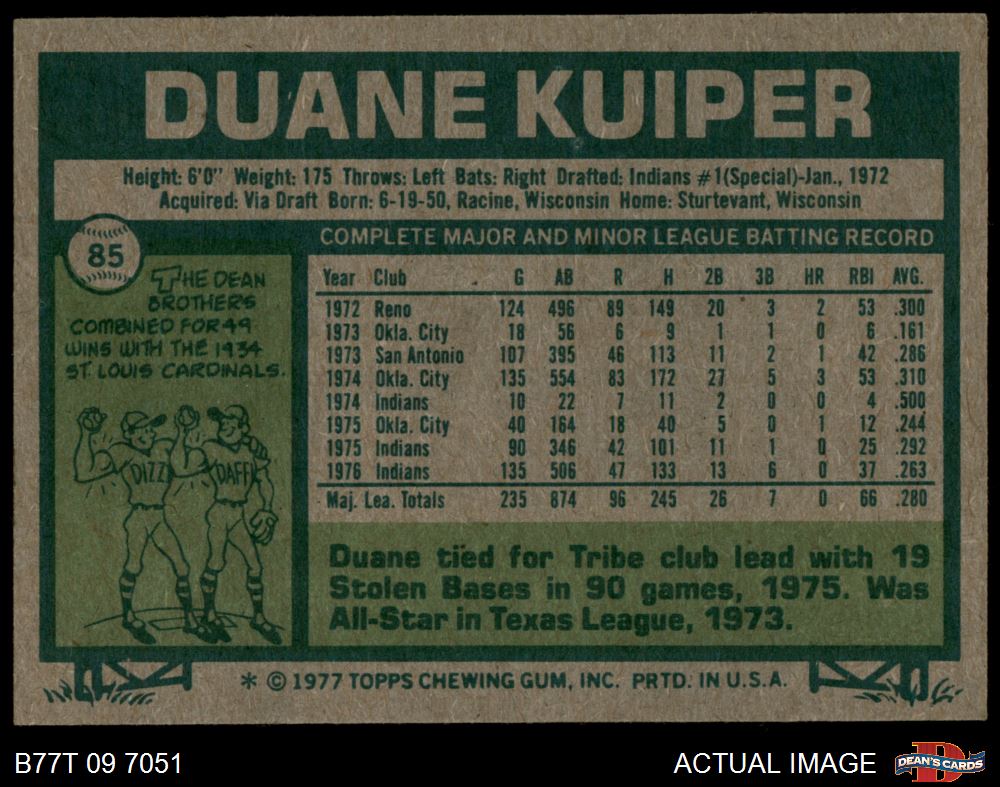 DUANE KUIPER
Height: 6'0" Weight: 175 Throws: Left Bats: Right Drafted: Indians #1(Special)-Jan., 1972
Acquired: Via Draft Born: 6-19-50, Racine, Wisconsin Home: Sturtevant, Wisconsin
85
THE DEAN
BROTHERS
COMBINED FOR 49
WINS WITH THE 1934
ST. LOUIS CARDINALS.
DIZZ
DAFF
COMPLETE MAJOR AND MINOR LEAGUE BATTING RECORD
Year Club G AB R H 2B 3B HR RBI AVG.
1972 Reno 124 496 89 149 20 3 2 53 .300
1973 Okla. City 18 56 6 9 1 1 0 6 .161
1973 San Antonio 107 395 46 113 11 2 1 42 .286
1974 Okla. City 135 554 83 172 27 5 3 53 .310
1974 Indians 10 22 7 11 2 0 0 4 .500
1975 Okla. City 40 164 18 40 5 0 1 12 .244
1975 Indians 90 346 42 101 11 1 0 25 .292
1976 Indians 135 506 47 133 13 6 0 37 .263
Maj. Lea. Totals 235 874 96 245 26 7 0 66 .280
Duane tied for Tribe club lead with 19
Stolen Bases in 90 games, 1975. Was
All-Star in Texas League, 1973.
* © 1977 TOPPS CHEWING GUM, INC. PRTD. IN U.S.A.
B77T 09 7051
ACTUAL IMAGE
DEAN'S CARDS